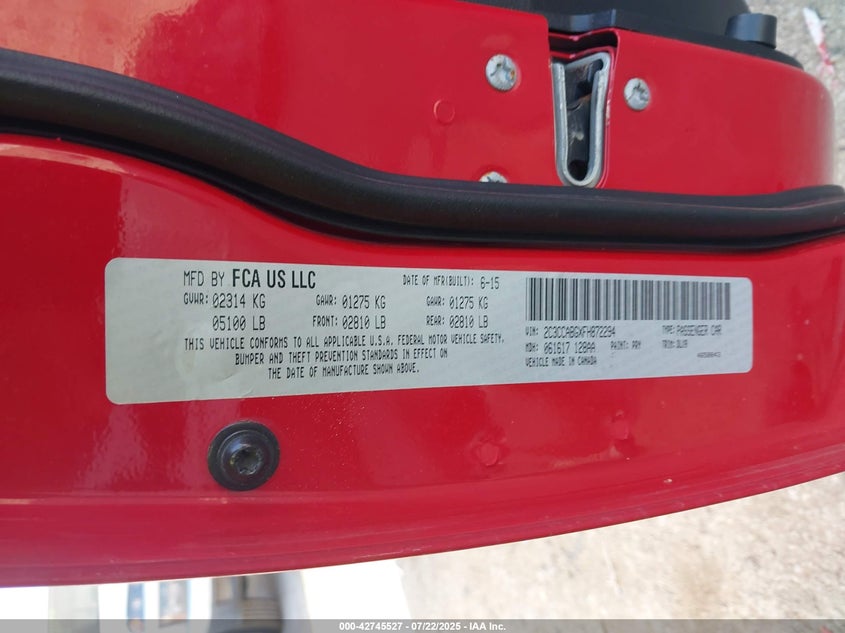 MFD BY FCA US LLC DATE OF MFR(BUILT): 6-15
GVWR: 02314 KG GAWR: 01275 KG GAWR: 01275 KG
05100 LB FRONT: 02810 LB REAR: 02810 LB
THIS VEHICLE CONFORMS TO ALL APPLICABLE U.S.A. FEDERAL MOTOR VEHICLE SAFETY,
BUMPER AND THEFT PREVENTION STANDARDS IN EFFECT ON
THE DATE OF MANUFACTURE SHOWN ABOVE.
VIN: 2C3CCABGXFH872294 TYPE: PASSENGER CAR
MDH: 061617 128AA PAINT: PRM TRIM: DLV9
VEHICLE MADE IN CANADA
000-42745527 | 07/22/2025 | IAA Inc.